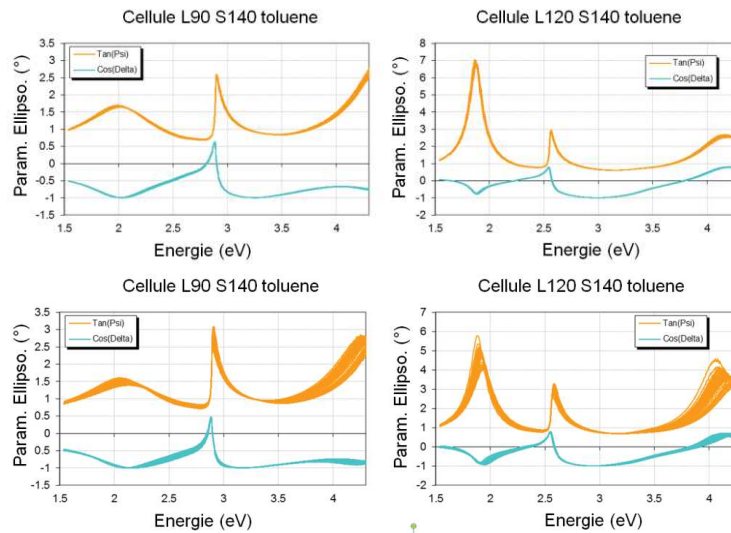 Cellule L90 S140 toluene
3.5
3
2.5
2
1.5
1
0.5
0
-0.5
-1
-1.5
Param. Ellipso. (°)
Tan(Psi)
Cos(Delta)
1.5 2 2.5 3 3.5 4
Energie (eV)
Cellule L120 S140 toluene
8
7
6
5
4
3
2
1
0
-1
-2
Param. Ellipso. (°)
Tan(Psi)
Cos(Delta)
1.5 2 2.5 3 3.5 4
Energie (eV)
Cellule L90 S140 toluene
3.5
3
2.5
2
1.5
1
0.5
0
-0.5
-1
-1.5
Param. Ellipso. (°)
Tan(Psi)
Cos(Delta)
1.5 2 2.5 3 3.5 4
Energie (eV)
Cellule L120 S140 toluene
7
6
5
4
3
2
1
0
-1
-2
Param. Ellipso. (°)
Tan(Psi)
Cos(Delta)
1.5 2 2.5 3 3.5 4
Energie (eV)